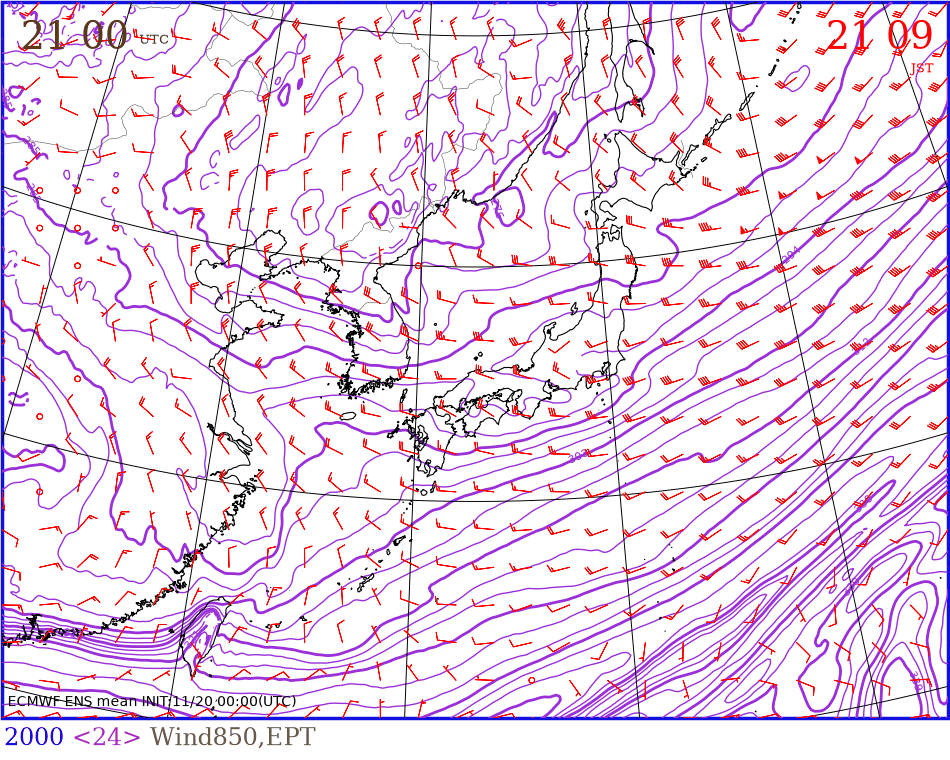 21 00 UTC
21 09
JST
294
ECMWF ENS mean INIT:11/20 00:00(UTC)
2000 <24> Wind850,EPT